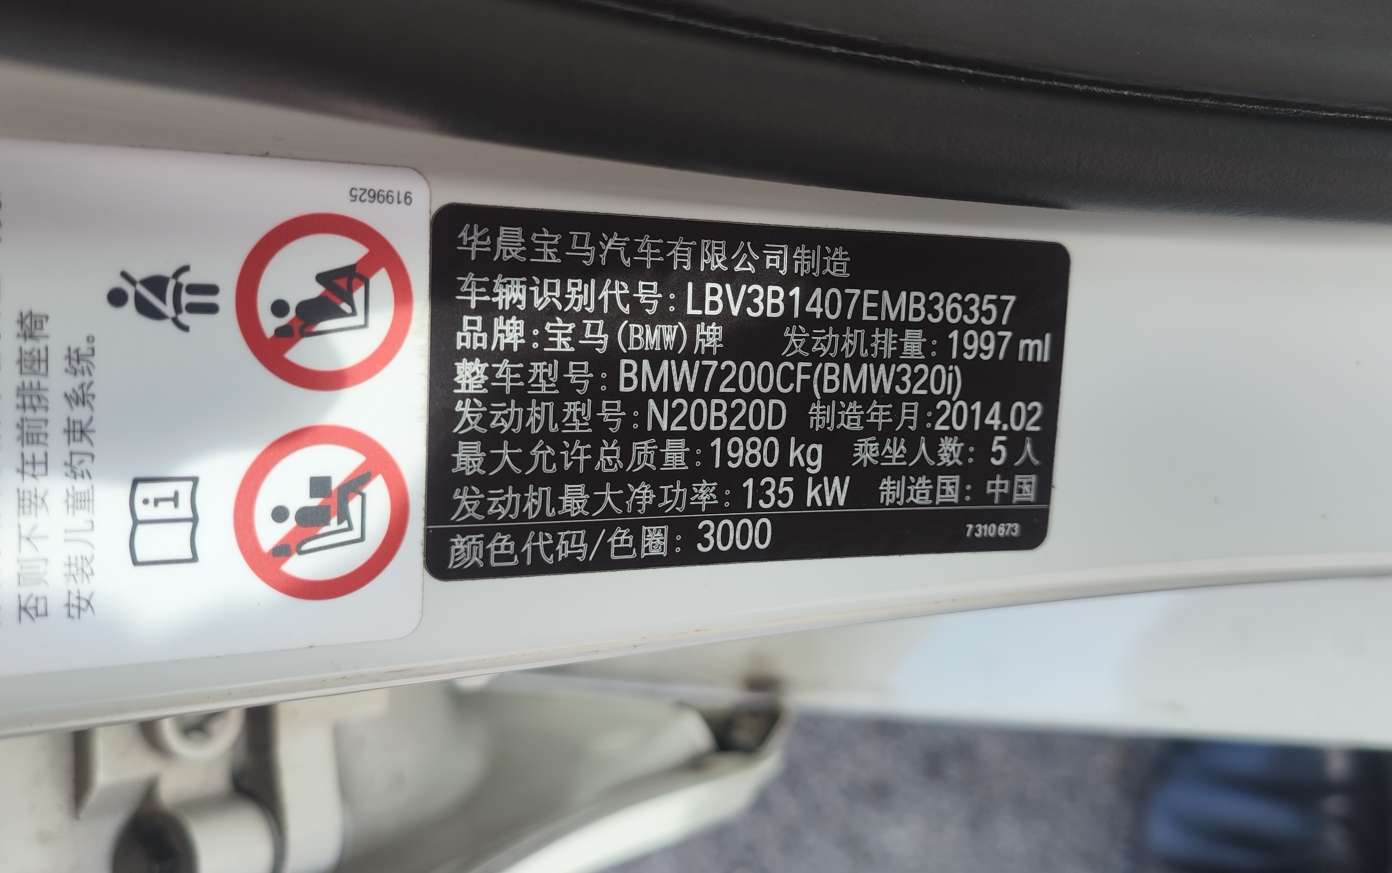 华晨宝马汽车有限公司制造
车辆识别代号: LBV3B1407EMB36357
品牌:宝马(BMW)牌 发动机排量: 1997 ml
整车型号: BMW7200CF(BMW320i)
发动机型号: N20B20D 制造年月:2014.02
最大允许总质量: 1980 kg 乘坐人数: 5 人
发动机最大净功率: 135 kW 制造国: 中国
颜色代码/色圈: 3000 7 310 673
9199625
否则不要在前排座椅
安装儿童约束系统。
i